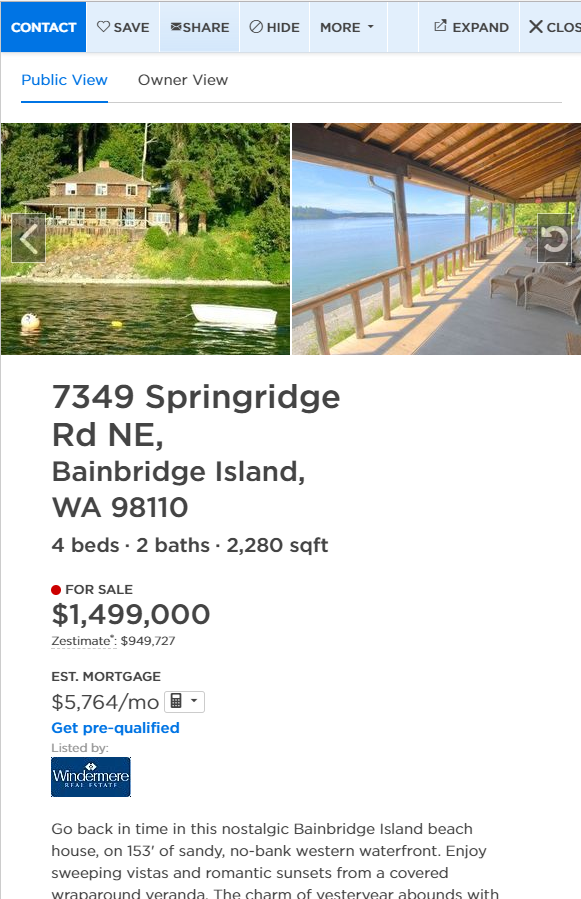 CONTACT SAVE SHARE HIDE MORE EXPAND CLOS
Public View Owner View
7349 Springridge
Rd NE,
Bainbridge Island,
WA 98110
4 beds · 2 baths · 2,280 sqft
FOR SALE
$1,499,000
Zestimate®: $949,727
EST. MORTGAGE
$5,764/mo
Get pre-qualified
Listed by:
Windermere
REAL ESTATE
Go back in time in this nostalgic Bainbridge Island beach
house, on 153' of sandy, no-bank western waterfront. Enjoy
sweeping vistas and romantic sunsets from a covered
wraparound veranda. The charm of yesteryear abounds with